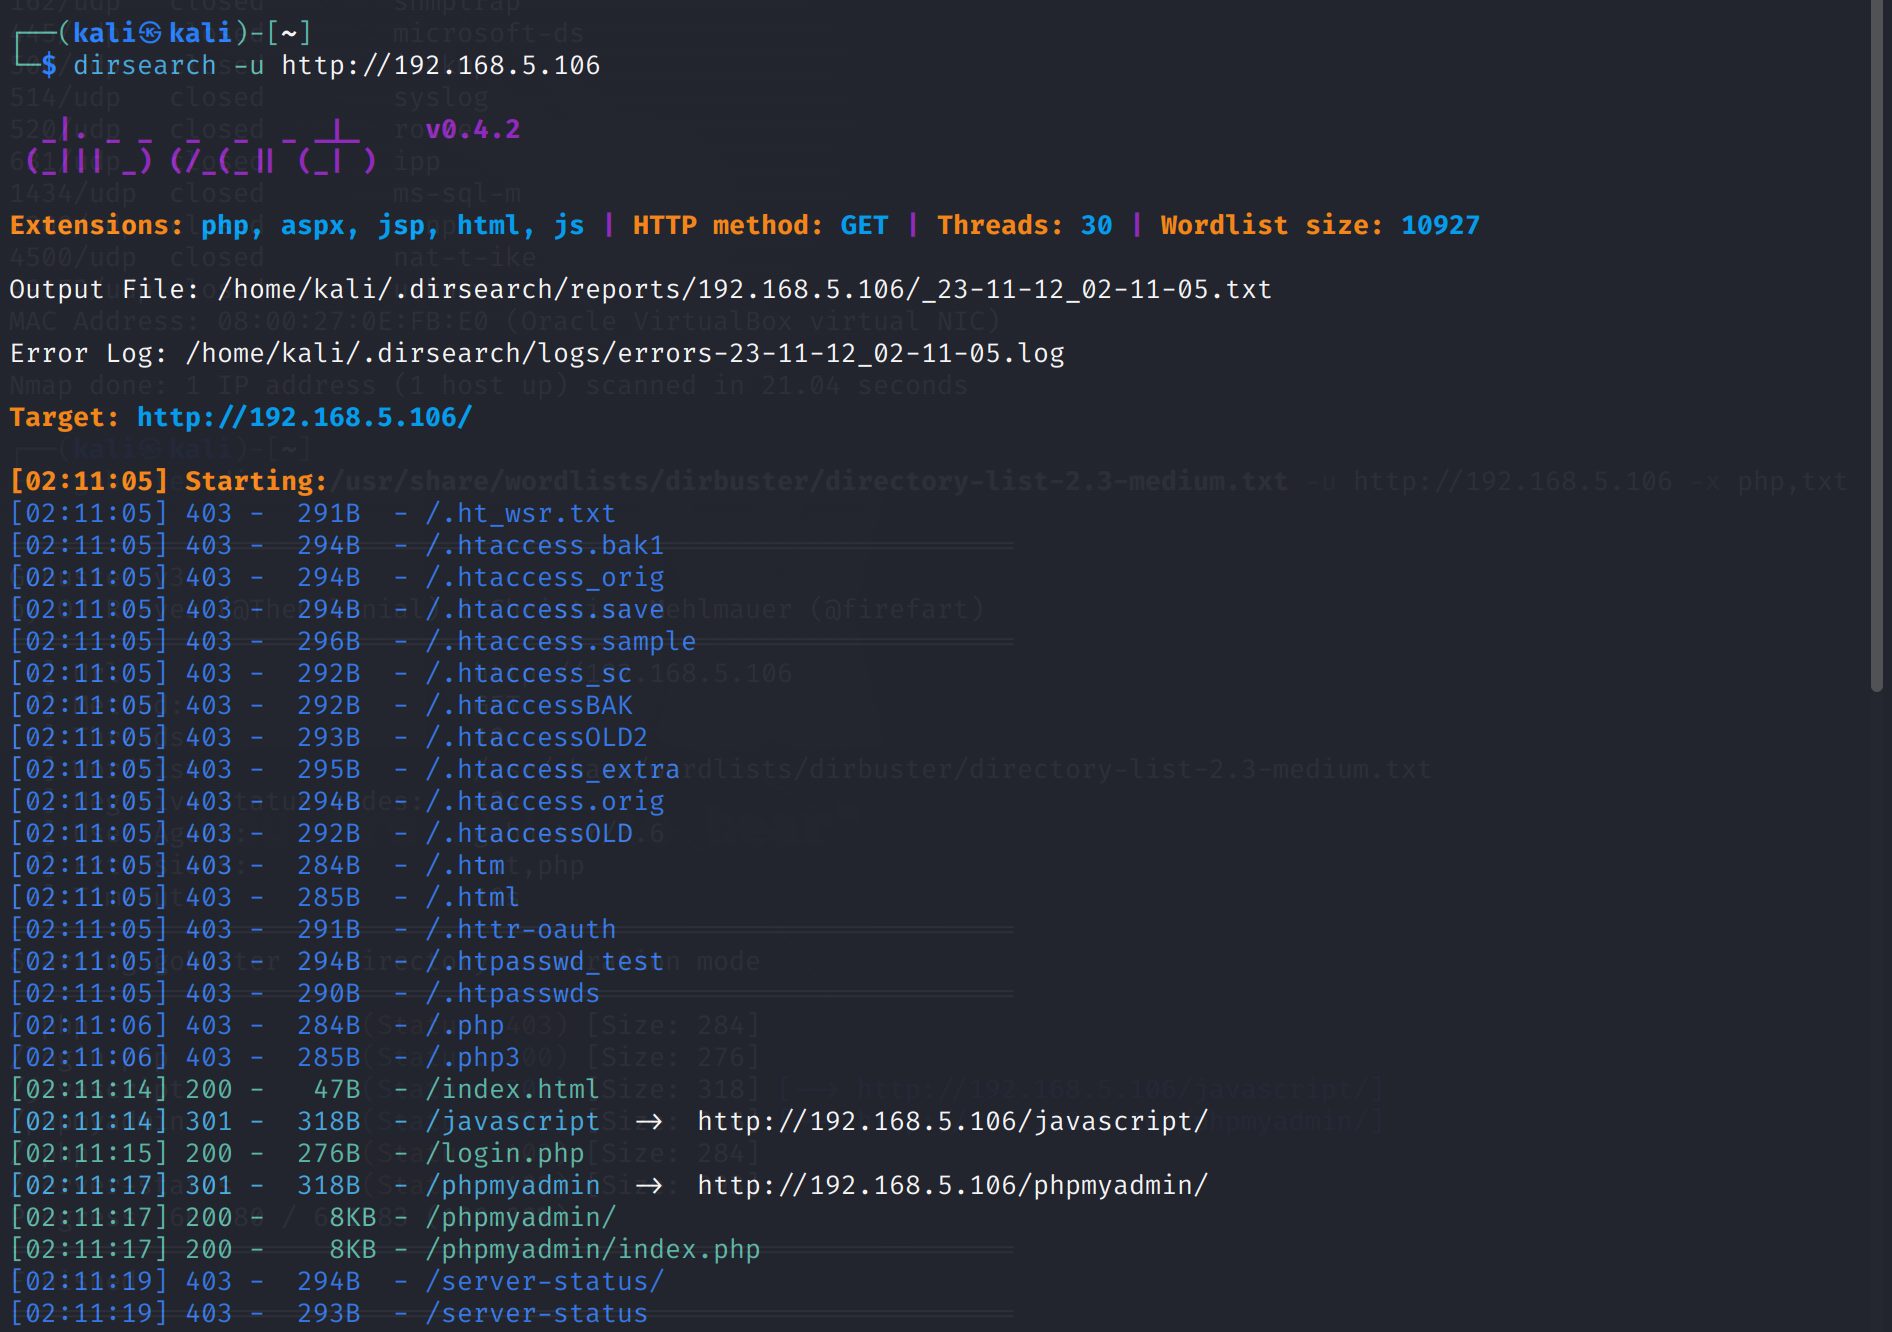 ┌──(kali㉿kali)-[~]
└─$ dirsearch -u http://192.168.5.106
v0.4.2
Extensions: php, aspx, jsp, html, js | HTTP method: GET | Threads: 30 | Wordlist size: 10927
Output File: /home/kali/.dirsearch/reports/192.168.5.106/_23-11-12_02-11-05.txt
Error Log: /home/kali/.dirsearch/logs/errors-23-11-12_02-11-05.log
Target: http://192.168.5.106/
[02:11:05] Starting:
[02:11:05] 403 -  291B  - /.ht_wsr.txt
[02:11:05] 403 -  294B  - /.htaccess.bak1
[02:11:05] 403 -  294B  - /.htaccess_orig
[02:11:05] 403 -  294B  - /.htaccess.save
[02:11:05] 403 -  296B  - /.htaccess.sample
[02:11:05] 403 -  292B  - /.htaccess_sc
[02:11:05] 403 -  292B  - /.htaccessBAK
[02:11:05] 403 -  293B  - /.htaccessOLD2
[02:11:05] 403 -  295B  - /.htaccess_extra
[02:11:05] 403 -  294B  - /.htaccess.orig
[02:11:05] 403 -  292B  - /.htaccessOLD
[02:11:05] 403 -  284B  - /.htm
[02:11:05] 403 -  285B  - /.html
[02:11:05] 403 -  291B  - /.httr-oauth
[02:11:05] 403 -  294B  - /.htpasswd_test
[02:11:05] 403 -  290B  - /.htpasswds
[02:11:06] 403 -  284B  - /.php
[02:11:06] 403 -  285B  - /.php3
[02:11:14] 200 -   47B  - /index.html
[02:11:14] 301 -  318B  - /javascript  ->  http://192.168.5.106/javascript/
[02:11:15] 200 -  276B  - /login.php
[02:11:17] 301 -  318B  - /phpmyadmin  ->  http://192.168.5.106/phpmyadmin/
[02:11:17] 200 -    8KB - /phpmyadmin/
[02:11:17] 200 -    8KB - /phpmyadmin/index.php
[02:11:19] 403 -  294B  - /server-status/
[02:11:19] 403 -  293B  - /server-status